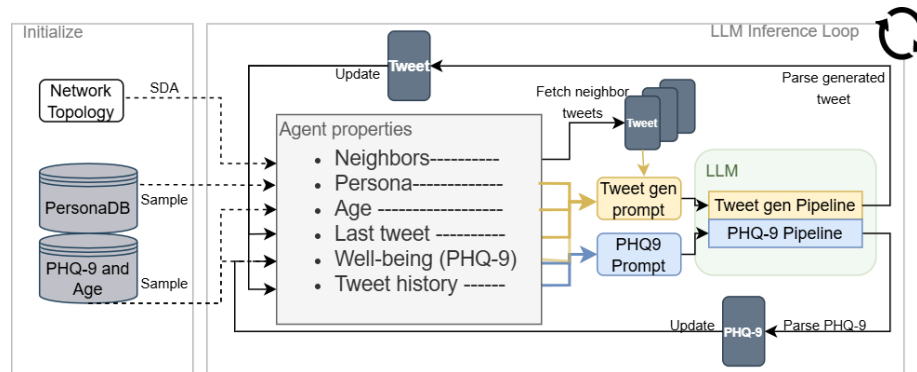 Initialize
LLM Inference Loop
Network
Topology
SDA
PersonaDB
Sample
PHQ-9 and
Age
Sample
Tweet
Update
Parse generated
tweet
Fetch neighbor
tweets
Tweet
Agent properties
• Neighbors----------
• Persona-------------
• Age ----------------
• Last tweet ---------
• Well-being (PHQ-9)
• Tweet history ------
Tweet gen
prompt
PHQ9
Prompt
LLM
Tweet gen Pipeline
PHQ-9 Pipeline
Update
PHQ-9
Parse PHQ-9